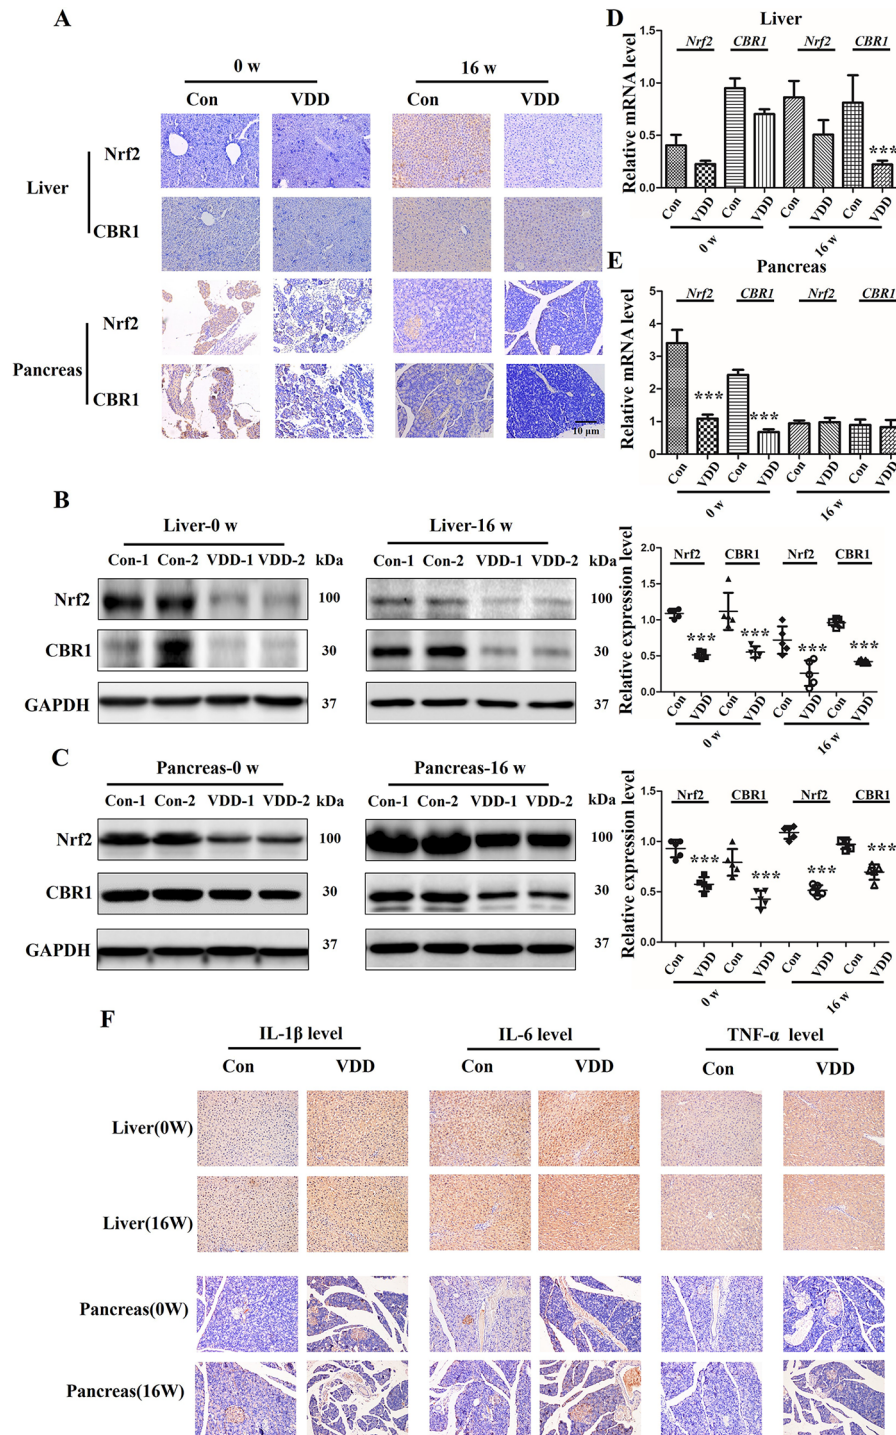 A
0 w
16 w
Con
VDD
Con
VDD
Liver
Nrf2
CBR1
Pancreas
Nrf2
CBR1
10 μm
D
Liver
Relative mRNA level
1.5
1.0
0.5
0.0
Nrf2
CBR1
Nrf2
CBR1
***
Con
VDD
Con
VDD
Con
VDD
Con
VDD
0 w
16 w
E
Pancreas
Relative mRNA level
5
4
3
2
1
0
Nrf2
CBR1
Nrf2
CBR1
***
***
Con
VDD
Con
VDD
Con
VDD
Con
VDD
0 w
16 w
B
Liver-0 w
Liver-16 w
Con-1 Con-2 VDD-1 VDD-2 kDa
Con-1 Con-2 VDD-1 VDD-2 kDa
Nrf2
100
100
CBR1
30
30
GAPDH
37
37
Relative expression level
2.0
1.5
1.0
0.5
0.0
Nrf2
CBR1
Nrf2
CBR1
***
***
***
***
Con
VDD
Con
VDD
Con
VDD
Con
VDD
0 w
16 w
C
Pancreas-0 w
Pancreas-16 w
Con-1 Con-2 VDD-1 VDD-2 kDa
Con-1 Con-2 VDD-1 VDD-2 kDa
Nrf2
100
100
CBR1
30
30
GAPDH
37
37
Relative expression level
1.5
1.0
0.5
0.0
Nrf2
CBR1
Nrf2
CBR1
***
***
***
***
Con
VDD
Con
VDD
Con
VDD
Con
VDD
0 w
16 w
F
IL-1β level
IL-6 level
TNF-α level
Con
VDD
Con
VDD
Con
VDD
Liver(0W)
Liver(16W)
Pancreas(0W)
Pancreas(16W)